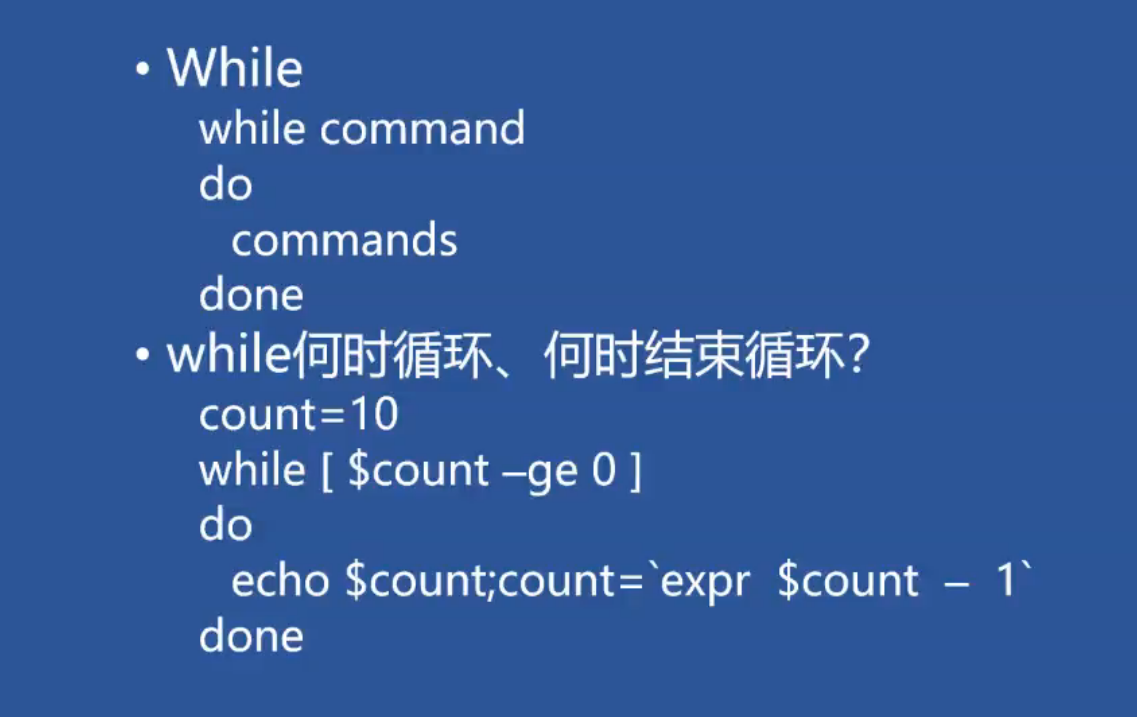 • While
while command
do
commands
done
• while何时循环、何时结束循环?
count=10
while [ $count –ge 0 ]
do
echo $count;count=`expr $count – 1`
done